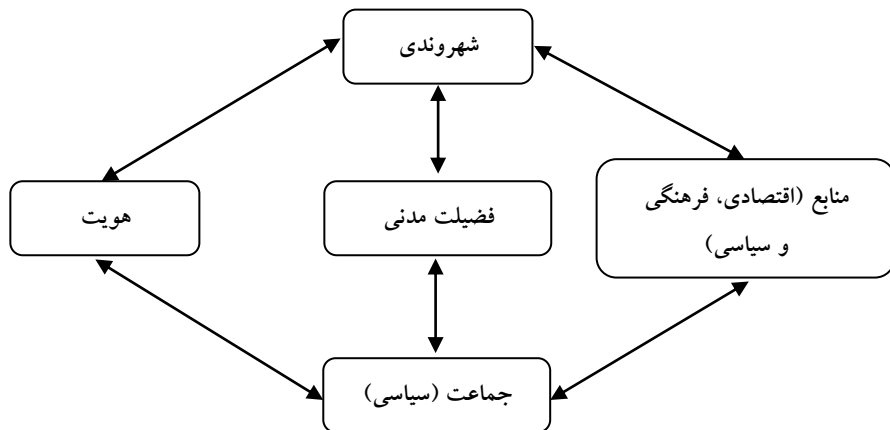 شهروندی
منابع (اقتصادی، فرهنگی
و سیاسی)
فضیلت مدنی
هویت
جماعت (سیاسی)